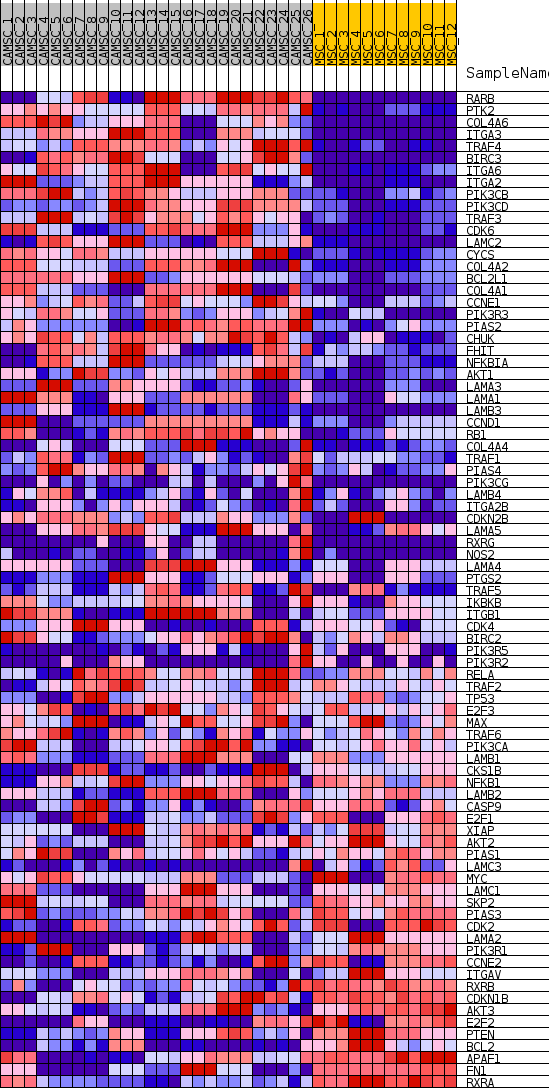 CAMSC_1
CAMSC_2
CAMSC_3
CAMSC_4
CAMSC_5
CAMSC_6
CAMSC_7
CAMSC_8
CAMSC_9
CAMSC_10
CAMSC_11
CAMSC_12
CAMSC_13
CAMSC_14
CAMSC_15
CAMSC_16
CAMSC_17
CAMSC_18
CAMSC_19
CAMSC_20
CAMSC_21
CAMSC_22
CAMSC_23
CAMSC_24
CAMSC_25
CAMSC_26
MSC_1
MSC_2
MSC_3
MSC_4
MSC_5
MSC_6
MSC_7
MSC_8
MSC_9
MSC_10
MSC_11
MSC_12
SampleName
RARB
PTK2
COL4A6
ITGA3
TRAF4
BIRC3
ITGA6
ITGA2
PIK3CB
PIK3CD
TRAF3
CDK6
LAMC2
CYCS
COL4A2
BCL2L1
COL4A1
CCNE1
PIK3R3
PIAS2
CHUK
FHIT
NFKBIA
AKT1
LAMA3
LAMA1
LAMB3
CCND1
RB1
COL4A4
TRAF1
PIAS4
PIK3CG
LAMB4
ITGA2B
CDKN2B
LAMA5
RXRG
NOS2
LAMA4
PTGS2
TRAF5
IKBKB
ITGB1
CDK4
BIRC2
PIK3R5
PIK3R2
RELA
TRAF2
TP53
E2F3
MAX
TRAF6
PIK3CA
LAMB1
CKS1B
NFKB1
LAMB2
CASP9
E2F1
XIAP
AKT2
PIAS1
LAMC3
MYC
LAMC1
SKP2
PIAS3
CDK2
LAMA2
PIK3R1
CCNE2
ITGAV
RXRB
CDKN1B
AKT3
E2F2
PTEN
BCL2
APAF1
FN1
RXRA